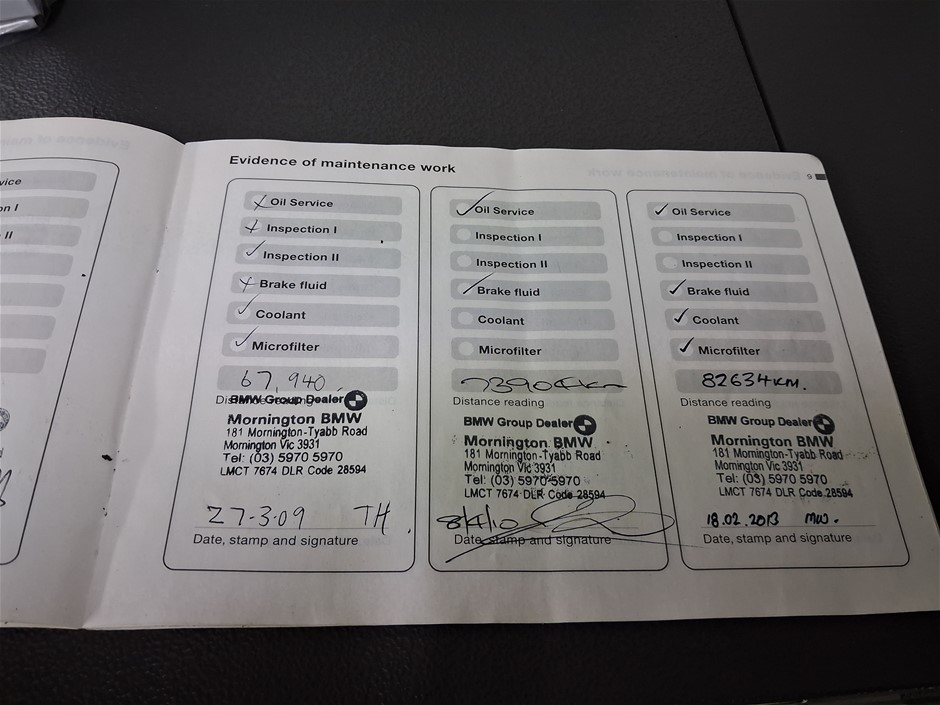 vice
on I
II
Evidence of maintenance work
9
Oil Service
Inspection I
Inspection II
Brake fluid
Coolant
Microfilter
67,940.
Distance reading
BMW Group Dealer
Mornington BMW
181 Mornington-Tyabb Road
Mornington Vic 3931
Tel: (03) 5970 5970
LMCT 7674 DLR Code 28594
27-3-09 TH
Date, stamp and signature
Oil Service
Inspection I
Inspection II
Brake fluid
Coolant
Microfilter
73904km
Distance reading
BMW Group Dealer
Mornington BMW
181 Mornington-Tyabb Road
Mornington Vic 3931
Tel: (03) 5970 5970
LMCT 7674 DLR Code 28594
8/4/10
Date, stamp and signature
Oil Service
Inspection I
Inspection II
Brake fluid
Coolant
Microfilter
82634KM.
Distance reading
BMW Group Dealer
Mornington BMW
181 Mornington-Tyabb Road
Mornington Vic 3931
Tel: (03) 5970 5970
LMCT 7674 DLR Code 28594
18.02.2013 MW.
Date, stamp and signature